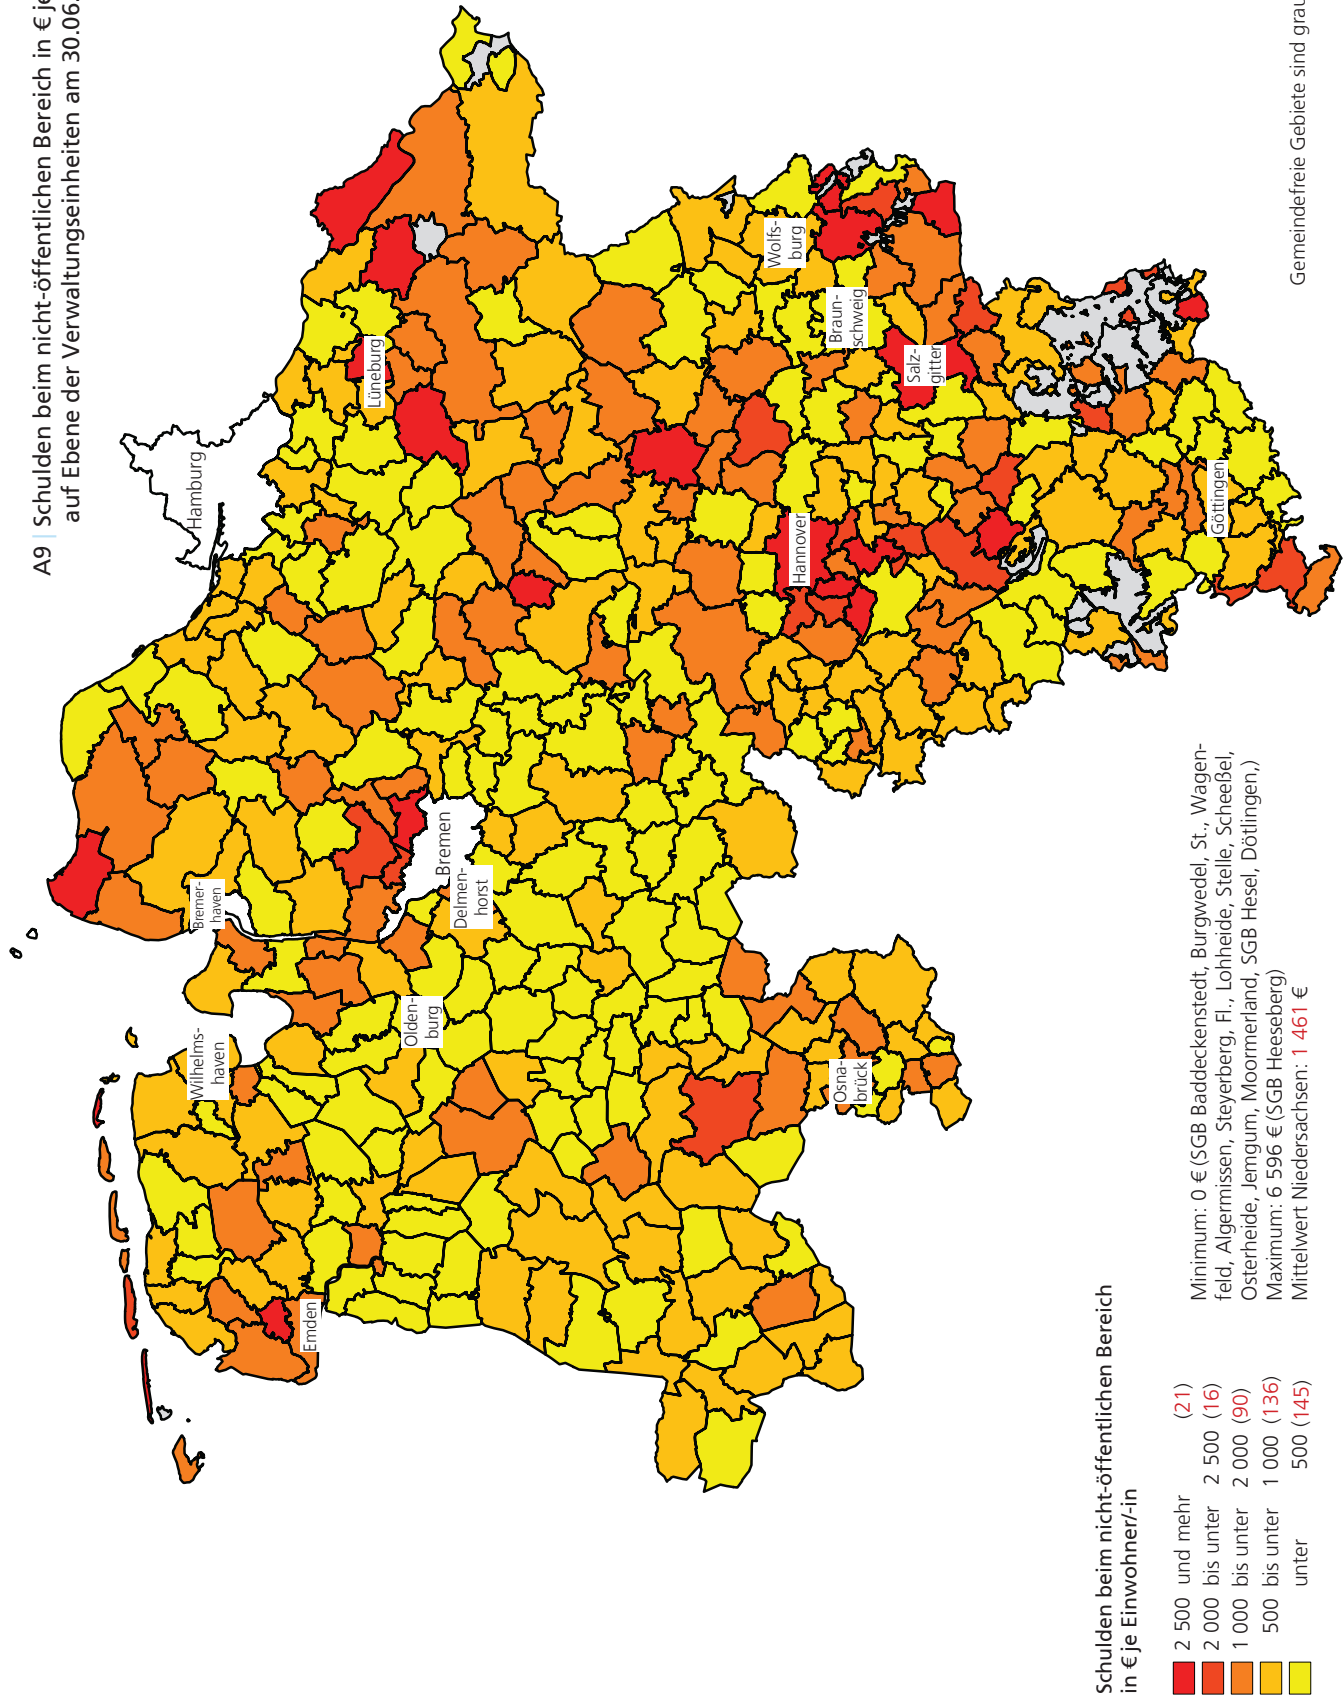 A9 | Schulden beim nicht-öffentlichen Bereich in € je
auf Ebene der Verwaltungseinheiten am 30.06.
Hamburg
Lüneburg
Bremer-
haven
Wilhelms-
haven
Emden
Olden-
burg
Delmen-
horst
Bremen
Wolfs-
burg
Braun-
schweig
Hannover
Salz-
gitter
Osna-
brück
Göttingen
Schulden beim nicht-öffentlichen Bereich
in € je Einwohner/-in
2 500 und mehr (21)
2 000 bis unter 2 500 (16)
1 000 bis unter 2 000 (90)
500 bis unter 1 000 (136)
unter 500 (145)
Minimum: 0 € (SGB Baddeckenstedt, Burgwedel, St., Wagen-
feld, Algermissen, Steyerberg, Fl., Lohheide, Stelle, Scheeßel,
Osterheide, Jemgum, Moormerland, SGB Hesel, Dötlingen,)
Maximum: 6 596 € (SGB Heeseberg)
Mittelwert Niedersachsen: 1 461 €
Gemeindefreie Gebiete sind grau